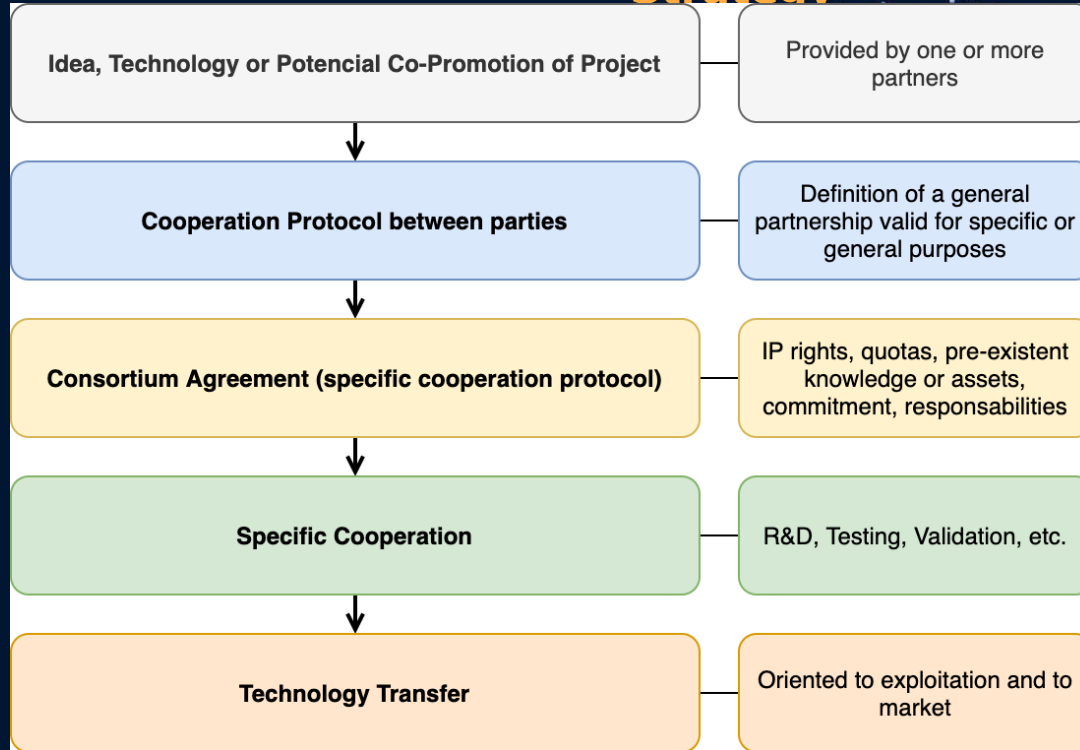 Idea, Technology or Potencial Co-Promotion of Project
Provided by one or more
partners
Cooperation Protocol between parties
Definition of a general
partnership valid for specific or
general purposes
Consortium Agreement (specific cooperation protocol)
IP rights, quotas, pre-existent
knowledge or assets,
commitment, responsabilities
Specific Cooperation
R&D, Testing, Validation, etc.
Technology Transfer
Oriented to exploitation and to
market